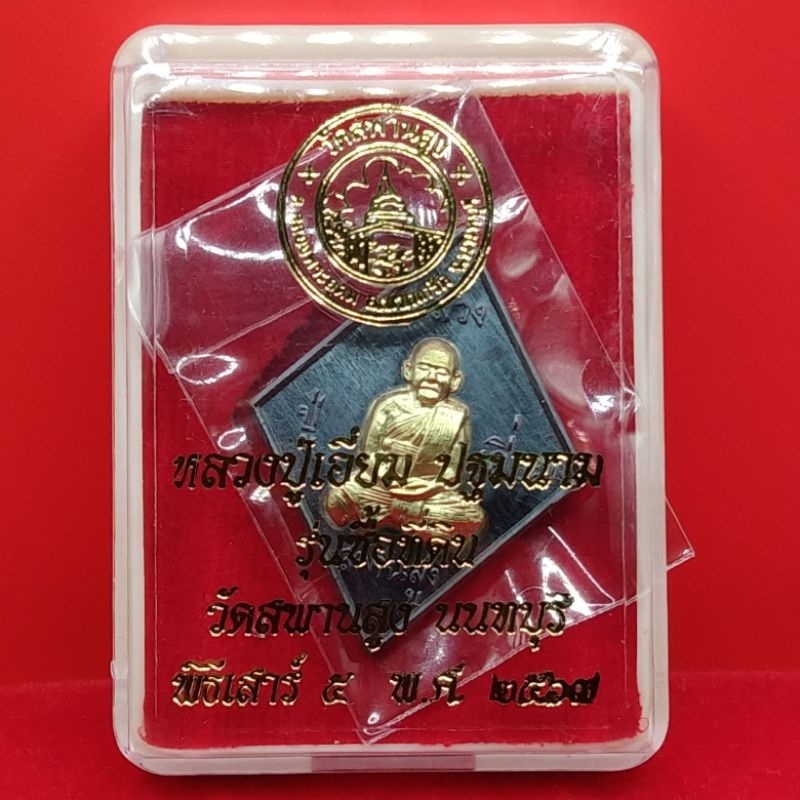 วัดสะพานสูง
หลวงปู่เอี่ยม ปฐมนาม
รุ่นซื้อที่ดิน
วัดสพานสูง นนทบุรี
พิธีเสาร์ ๕ พ.ศ. ๒๕๖๗